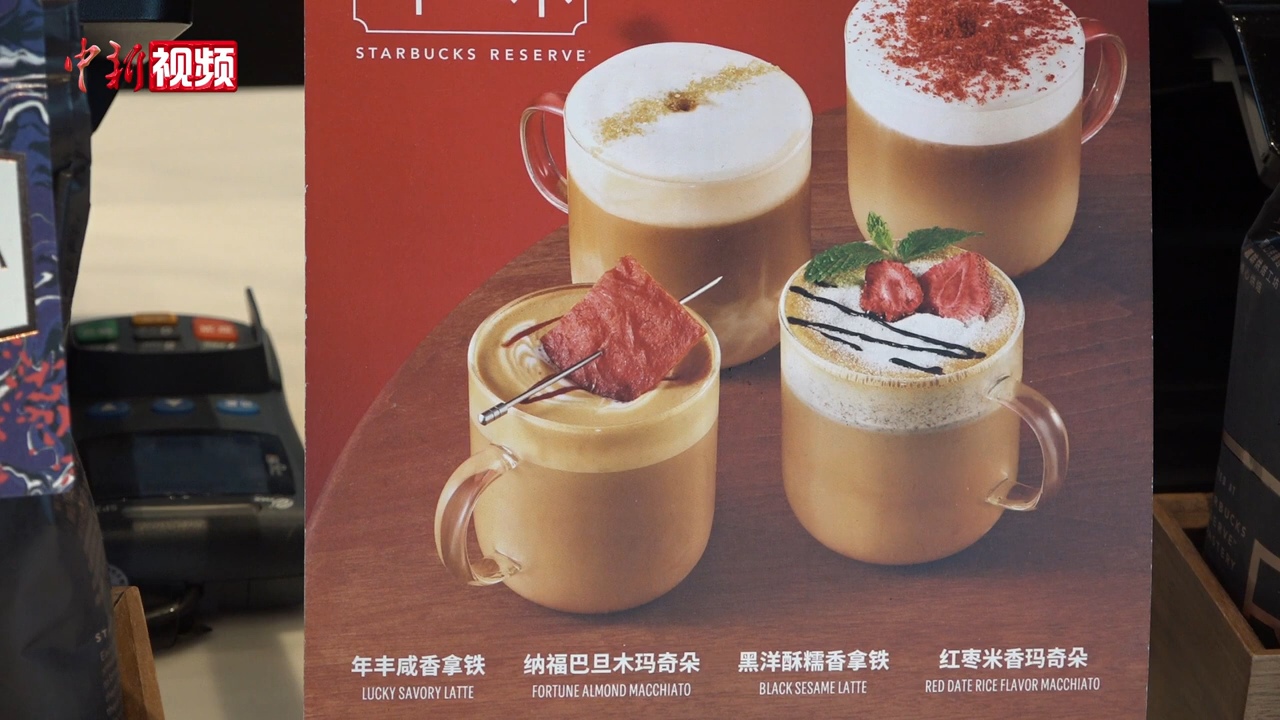 中新视频
STARBUCKS RESERVE
年丰咸香拿铁
LUCKY SAVORY LATTE
纳福巴旦木玛奇朵
FORTUNE ALMOND MACCHIATO
黑洋酥糯香拿铁
BLACK SESAME LATTE
红枣米香玛奇朵
RED DATE RICE FLAVOR MACCHIATO